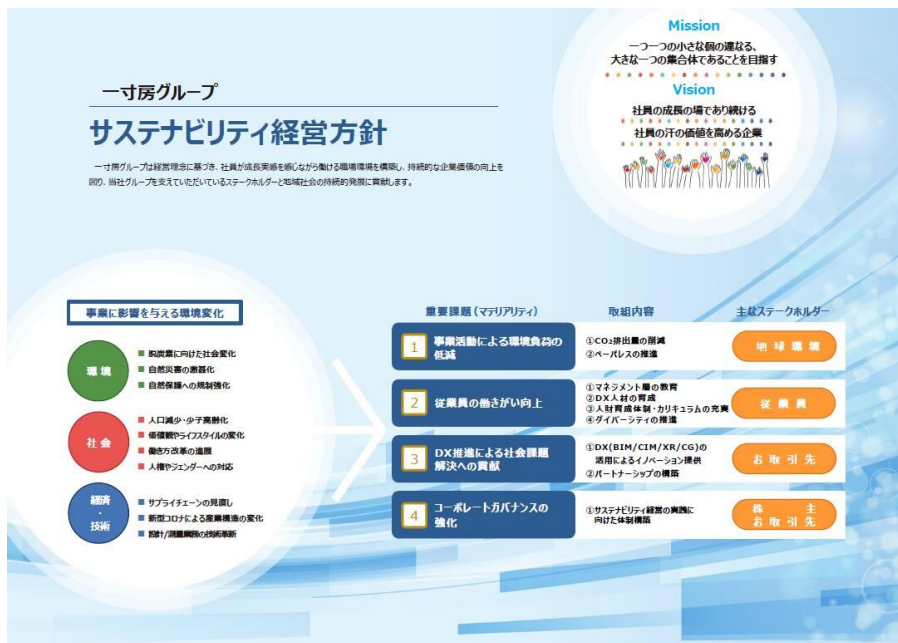 Mission
一つ一つの小さな個の連なる、
大きな一つの集合体であることを目指す
Vision
社員の成長の場であり続ける
社員の汗の価値を高める企業
一寸房グループ
サステナビリティ経営方針
一寸房グループは経営理念に基づき、社員が成長実感を感じながら働ける職場環境を構築し、持続的な企業価値の向上を
図り、当社グループを支えていただいているステークホルダーと地域社会の持続的発展に貢献します。
事業に影響を与える環境変化
環境
■ 脱炭素に向けた社会変化
■ 自然災害の激甚化
■ 自然保護への規制強化
社会
■ 人口減少・少子高齢化
■ 価値観やライフスタイルの変化
■ 働き方改革の進展
■ 人権やジェンダーへの対応
経済
・
技術
■ サプライチェーンの見直し
■ 新型コロナによる産業構造の変化
■ 設計/測量業務の技術革新
重要課題(マテリアリティ) 取組内容 主なステークホルダー
1 事業活動による環境負荷の
低減
①CO₂排出量の削減
②ペーパレスの推進
地球環境
2 従業員の働きがい向上
①マネジメント層の教育
②DX人材の育成
③人財育成体制・カリキュラムの充実
④ダイバーシティの推進
従業員
3 DX推進による社会課題
解決への貢献
①DX(BIM/CIM/XR/CG)の
活用によるイノベーション提供
②パートナーシップの構築
お取引先
4 コーポレートガバナンスの
強化
①サステナビリティ経営の実践に
向けた体制構築
株主
お取引先